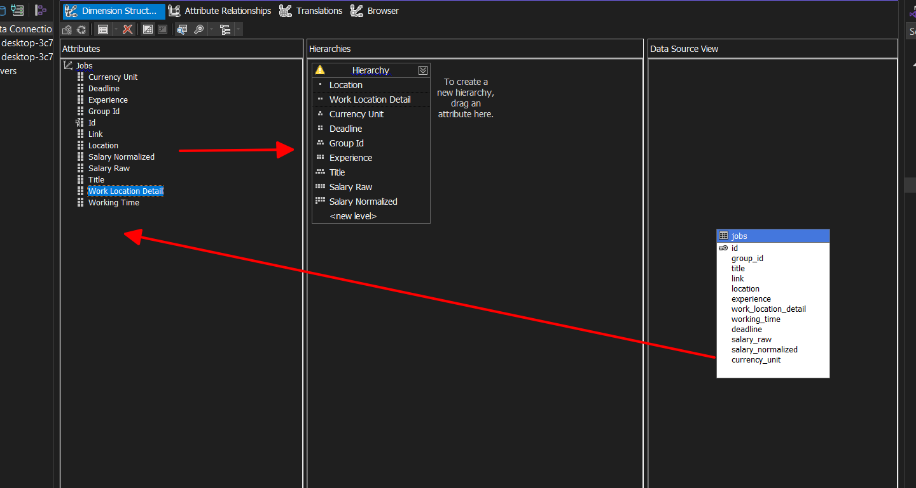 Dimension Struct...
Attribute Relationships
Translations
Browser
ta Connection
desktop-3c7
desktop-3c7
vers
Attributes
Jobs
Currency Unit
Deadline
Experience
Group Id
Id
Link
Location
Salary Normalized
Salary Raw
Title
Work Location Detail
Working Time
Hierarchies
Hierarchy
Location
Work Location Detail
Currency Unit
Deadline
Group Id
Experience
Title
Salary Raw
Salary Normalized
<new level>
To create a
new hierarchy,
drag an
attribute here.
Data Source View
jobs
id
group_id
title
link
location
experience
work_location_detail
working_time
deadline
salary_raw
salary_normalized
currency_unit